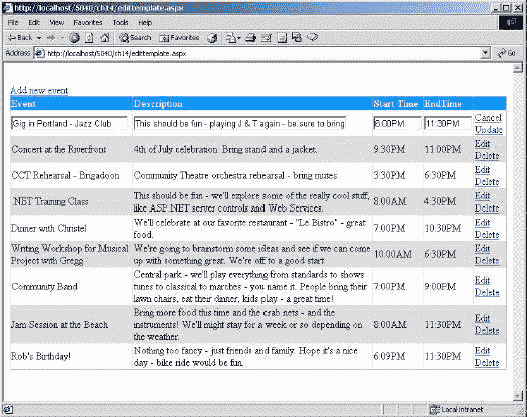 http://localhost/5040/ch14/edittemplate.aspx
File Edit View Favorites Tools Help
Back Search Favorites
Address http://localhost/5040/ch14/edittemplate.aspx Go
Add new event
Event Description Start Time EndTime
Gig in Portland - Jazz Club This should be fun - playing J & T again - be sure to bring 6:00PM 11:30PM Cancel
Update
Concert at the Riverfront 4th of July celebration. Bring stand and a jacket. 9:30PM 11:00PM Edit
Delete
CCT Rehearsal - Brigadoon Community Theatre orchestra rehearsal - bring mutes 3:30PM 6:30PM Edit
Delete
.NET Training Class This should be fun - we'll explore some of the really cool stuff, 8:00AM 4:30PM Edit
like ASP.NET server controls and Web Services. Delete
Dinner with Christel We'll celebrate at our favorite restaurant - "Le Bistro" - great 7:00PM 10:30PM Edit
food. Delete
Writing Workshop for Musical We're going to brainstorm some ideas and see if we can come 10:00AM 6:30PM Edit
Project with Gregg up with something great. We're off to a good start. Delete
Central park - we'll play everything from standards to shows
Community Band tunes to classical to marches - you name it. People bring their 7:00PM 9:00PM Edit
lawn chairs, eat their dinner, kids play - a great time! Delete
Bring more food this time and the crab nets - and the
Jam Session at the Beach instruments! We'll might stay for a week or so depending on 8:00AM 11:30PM Edit
the weather. Delete
Rob's Birthday! Nothing too fancy - just friends and family. Hope it's a nice 6:09PM 11:30PM Edit
day - bike ride would be fun. Delete
Local intranet